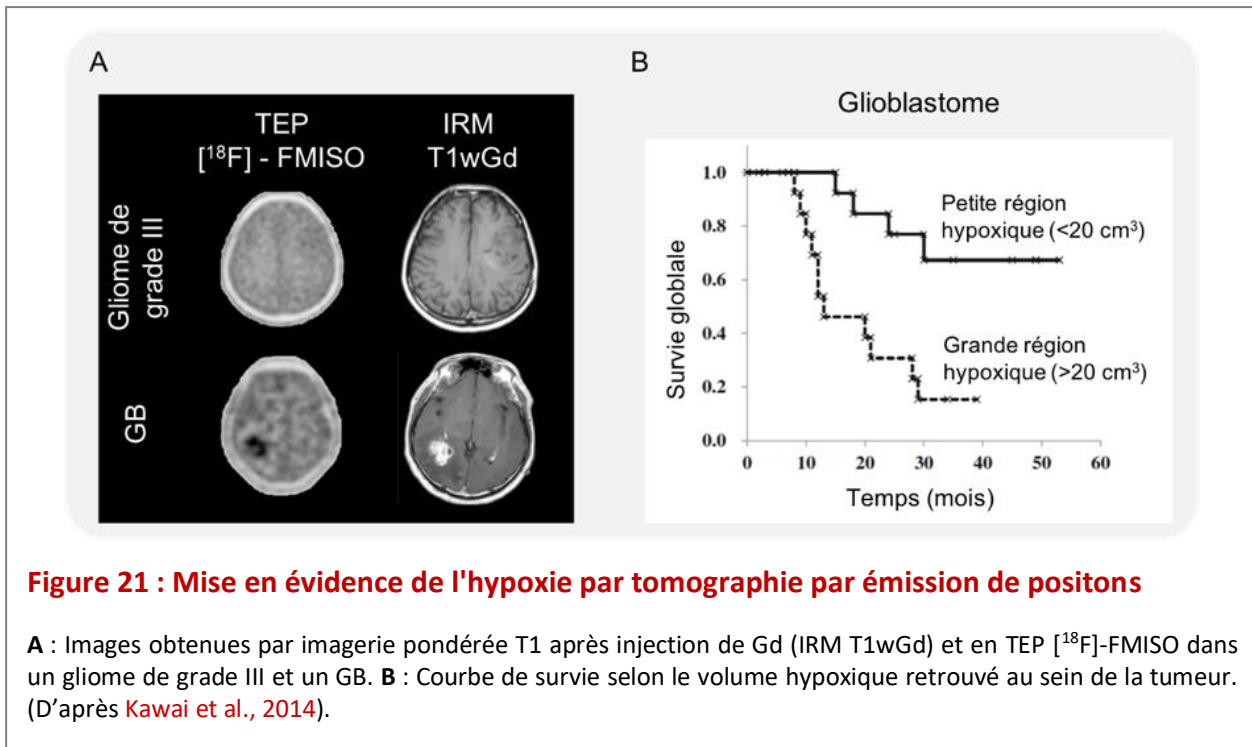 A
TEP
[¹⁸F] - FMISO
IRM
T1wGd
Gliome de
grade III
GB
B
Glioblastome
Survie globlale
1.0
0.8
0.6
0.4
0.2
0.0
Petite région
hypoxique (<20 cm³)
Grande région
hypoxique (>20 cm³)
0
10
20
30
40
50
60
Temps (mois)
Figure 21 : Mise en évidence de l'hypoxie par tomographie par émission de positons
A : Images obtenues par imagerie pondérée T1 après injection de Gd (IRM T1wGd) et en TEP [¹⁸F]-FMISO dans
un gliome de grade III et un GB. B : Courbe de survie selon le volume hypoxique retrouvé au sein de la tumeur.
(D’après Kawai et al., 2014).